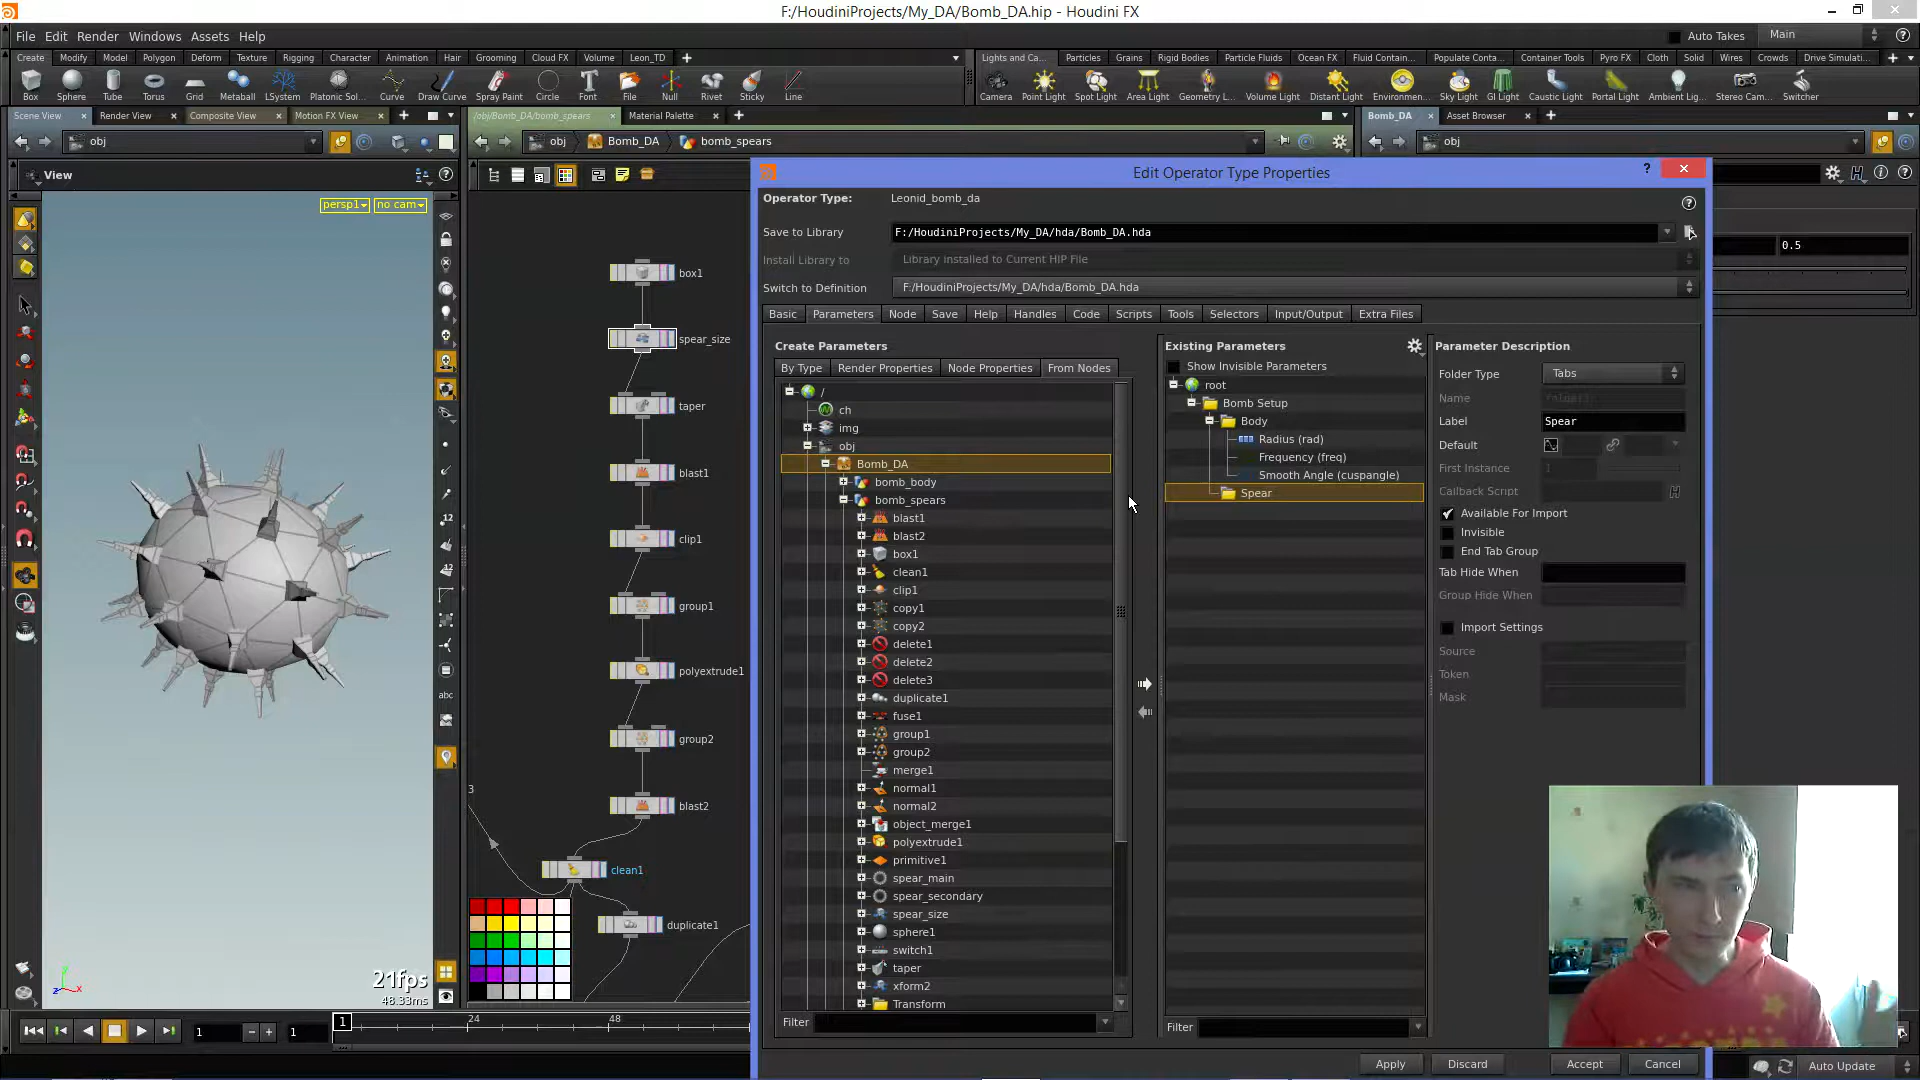 F:/HoudiniProjects/My_DA/Bomb_DA.hip - Houdini FX
File Edit Render Windows Assets Help
Auto Takes Main
Create Modify Model Polygon Deform Texture Rigging Character Animation Hair Grooming Cloud FX Volume Leon_TD
Lights and Ca... Particles Grains Rigid Bodies Particle Fluids Ocean FX Fluid Contain... Populate Conta... Container Tools Pyro FX Cloth Solid Wires Crowds Drive Simulati...
Box Sphere Tube Torus Grid Metaball LSystem Platonic Sol... Curve Draw Curve Spray Paint Circle Font File Null Rivet Sticky Line
Camera Point Light Spot Light Area Light Geometry L... Volume Light Distant Light Environmen... Sky Light GI Light Caustic Light Portal Light Ambient Lig... Stereo Cam... Switcher
Scene View Render View Composite View Motion FX View
/obj/Bomb_DA/bomb_spears Material Palette
Bomb_DA Asset Browser
obj
obj Bomb_DA bomb_spears
obj
View
persp1 no cam
box1
spear_size
taper
blast1
clip1
group1
polyextrude1
group2
blast2
3
clean1
duplicate1
12
12
abc
21fps
48.33ms
Edit Operator Type Properties
Operator Type: Leonid_bomb_da
Save to Library F:/HoudiniProjects/My_DA/hda/Bomb_DA.hda
Install Library to Library installed to Current HIP File
Switch to Definition F:/HoudiniProjects/My_DA/hda/Bomb_DA.hda
0.5
Basic Parameters Node Save Help Handles Code Scripts Tools Selectors Input/Output Extra Files
Create Parameters
By Type Render Properties Node Properties From Nodes
/
ch
img
obj
Bomb_DA
bomb_body
bomb_spears
blast1
blast2
box1
clean1
clip1
copy1
copy2
delete1
delete2
delete3
duplicate1
fuse1
group1
group2
merge1
normal1
normal2
object_merge1
polyextrude1
primitive1
spear_main
spear_secondary
spear_size
sphere1
switch1
taper
xform2
Transform
Filter
Existing Parameters
Show Invisible Parameters
root
Bomb Setup
Body
Radius (rad)
Frequency (freq)
Smooth Angle (cuspangle)
Spear
Filter
Parameter Description
Folder Type Tabs
Name
Label Spear
Default
First Instance 1
Callback Script
Available For Import
Invisible
End Tab Group
Tab Hide When
Group Hide When
Import Settings
Source
Token
Mask
Apply Discard Accept Cancel
1 1
1 24 48
Auto Update